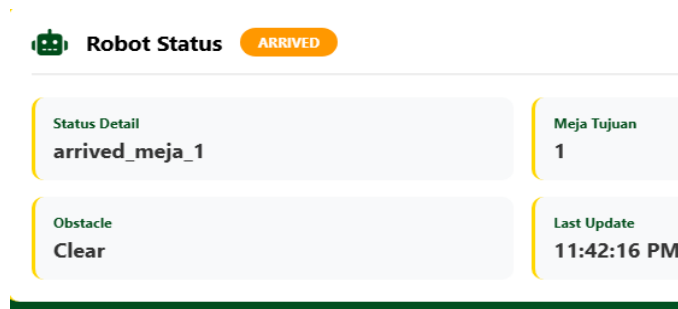 Robot Status ARRIVED
Status Detail
arrived_meja_1
Meja Tujuan
1
Obstacle
Clear
Last Update
11:42:16 PM